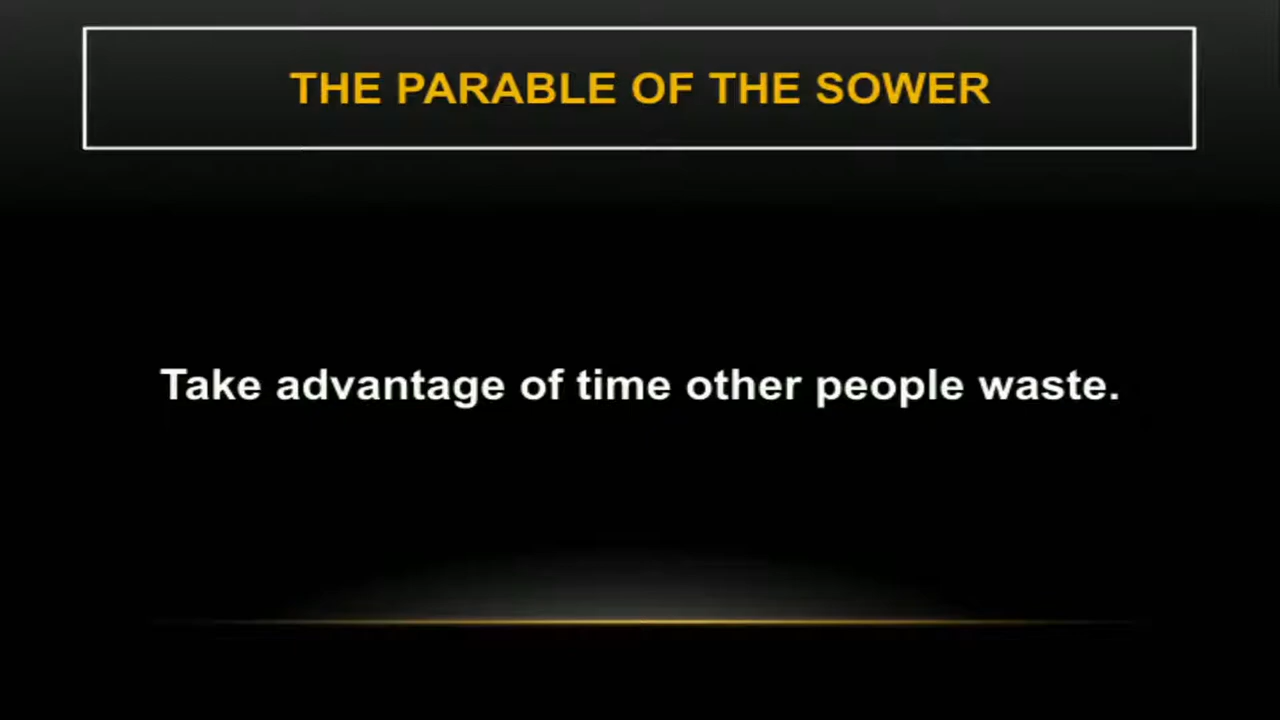 THE PARABLE OF THE SOWER
Take advantage of time other people waste.